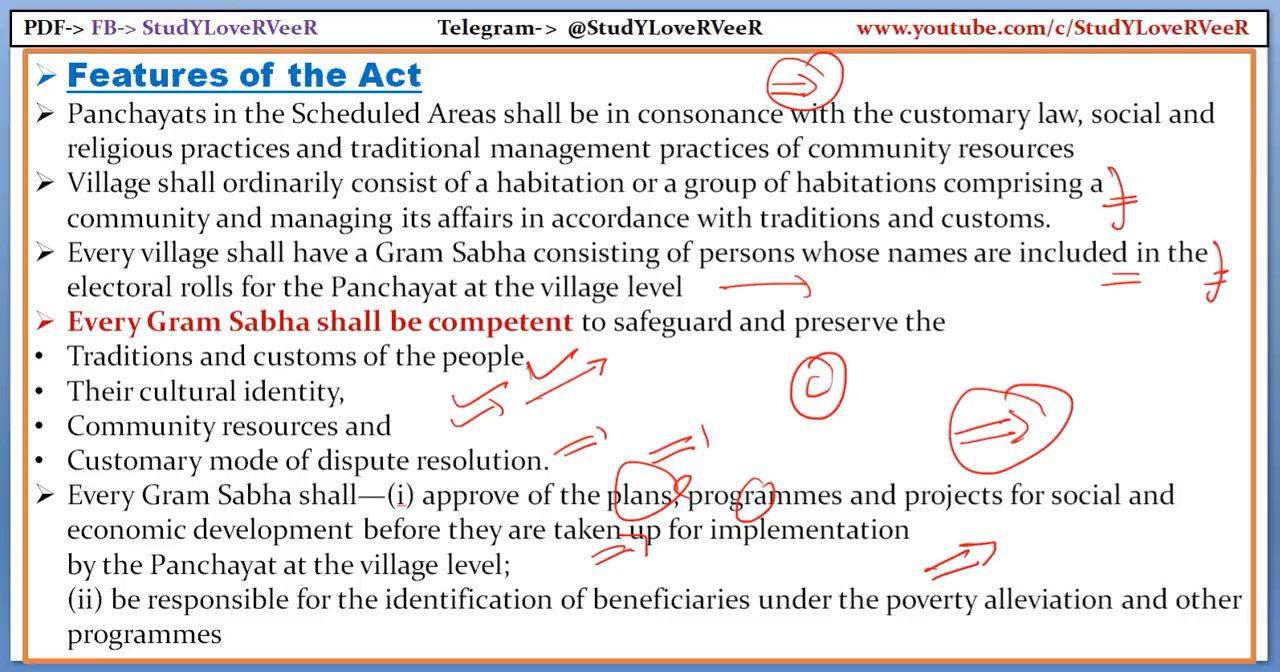 PDF-> FB-> StudYLoveRVeeR Telegram-> @StudYLoveRVeeR www.youtube.com/c/StudYLoveRVeeR
➢ Features of the Act
➢ Panchayats in the Scheduled Areas shall be in consonance with the customary law, social and
religious practices and traditional management practices of community resources
➢ Village shall ordinarily consist of a habitation or a group of habitations comprising a
community and managing its affairs in accordance with traditions and customs.
➢ Every village shall have a Gram Sabha consisting of persons whose names are included in the
electoral rolls for the Panchayat at the village level
➢ Every Gram Sabha shall be competent to safeguard and preserve the
• Traditions and customs of the people,
• Their cultural identity,
• Community resources and
• Customary mode of dispute resolution.
➢ Every Gram Sabha shall—(i) approve of the plans, programmes and projects for social and
economic development before they are taken up for implementation
by the Panchayat at the village level;
(ii) be responsible for the identification of beneficiaries under the poverty alleviation and other
programmes